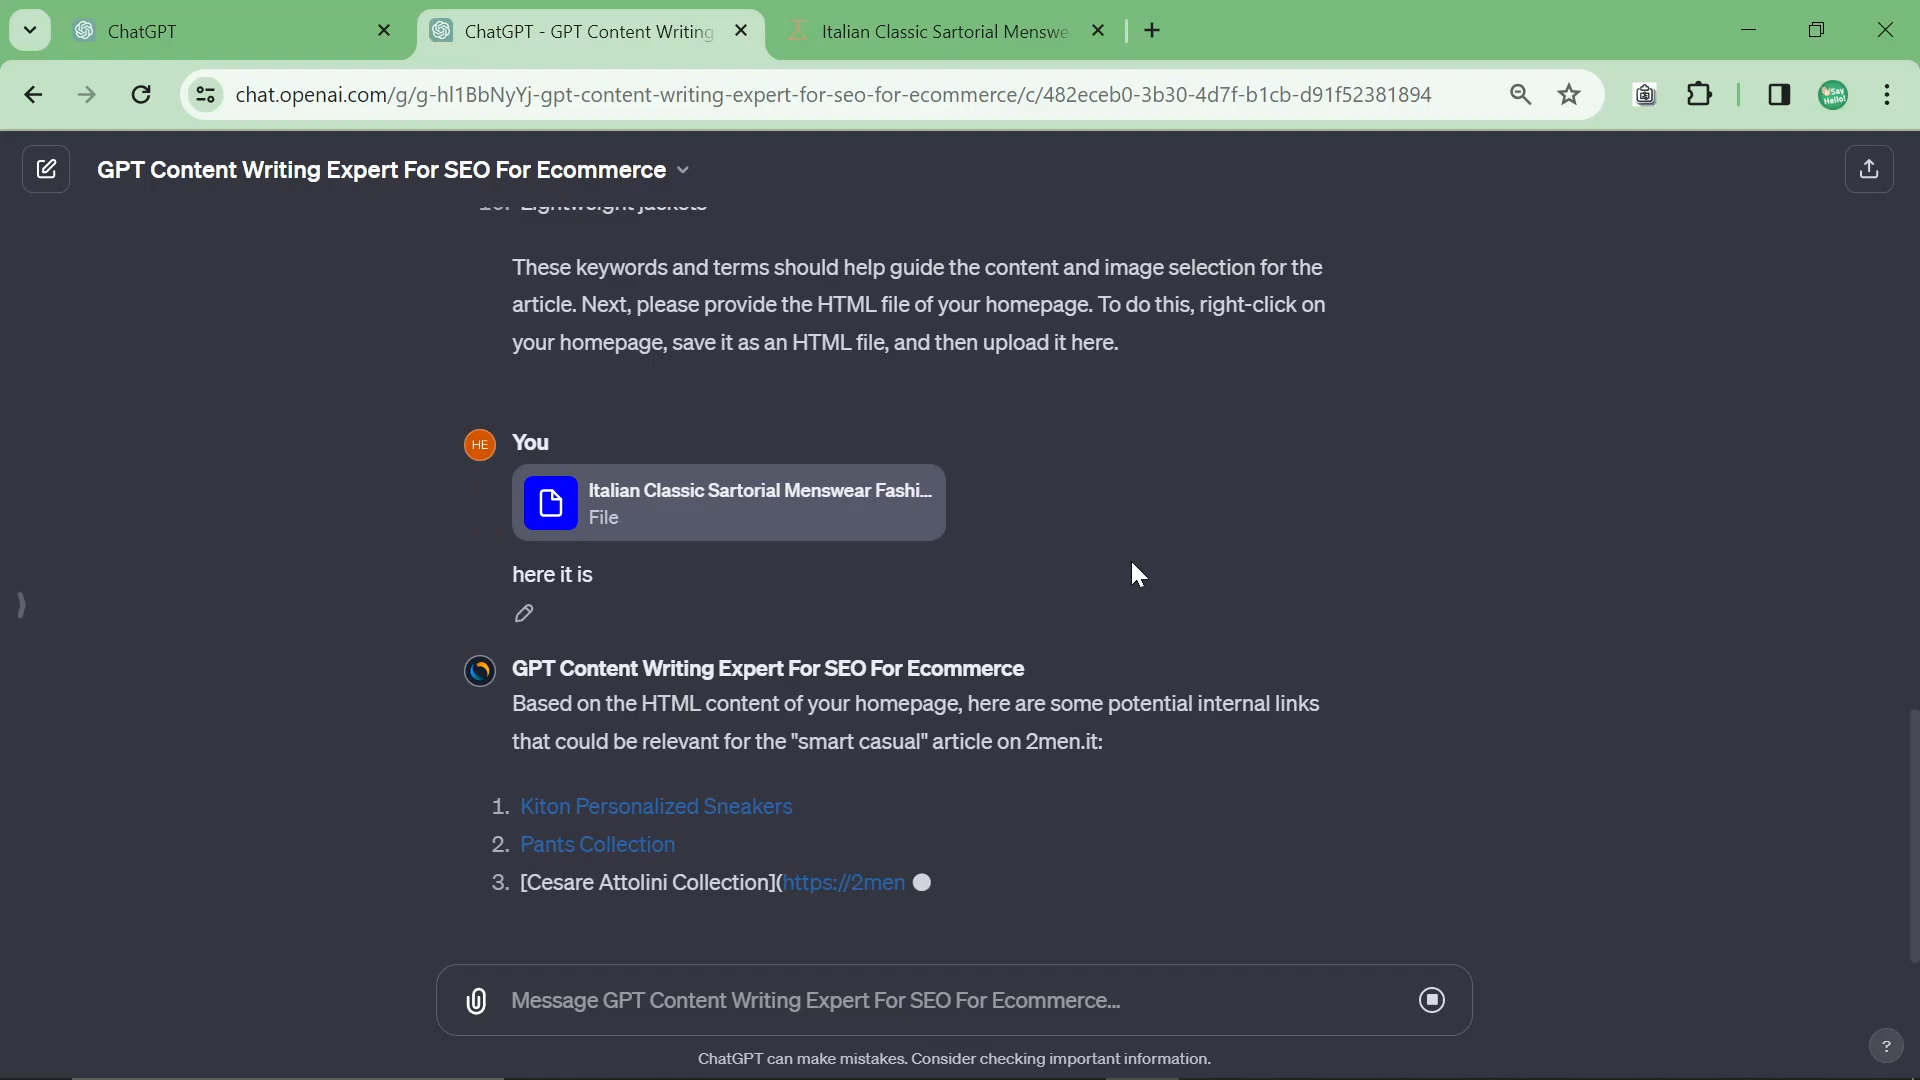 ChatGPT
ChatGPT - GPT Content Writing
Italian Classic Sartorial Menswe
chat.openai.com/g/g-hl1BbNyYj-gpt-content-writing-expert-for-seo-for-ecommerce/c/482eceb0-3b30-4d7f-b1cb-d91f52381894
Say Hello!
GPT Content Writing Expert For SEO For Ecommerce
10. Lightweight jackets
These keywords and terms should help guide the content and image selection for the
article. Next, please provide the HTML file of your homepage. To do this, right-click on
your homepage, save it as an HTML file, and then upload it here.
HE
You
Italian Classic Sartorial Menswear Fashi...
File
here it is
GPT Content Writing Expert For SEO For Ecommerce
Based on the HTML content of your homepage, here are some potential internal links
that could be relevant for the "smart casual" article on 2men.it:
1. Kiton Personalized Sneakers
2. Pants Collection
3. [Cesare Attolini Collection](https://2men
Message GPT Content Writing Expert For SEO For Ecommerce...
ChatGPT can make mistakes. Consider checking important information.
?